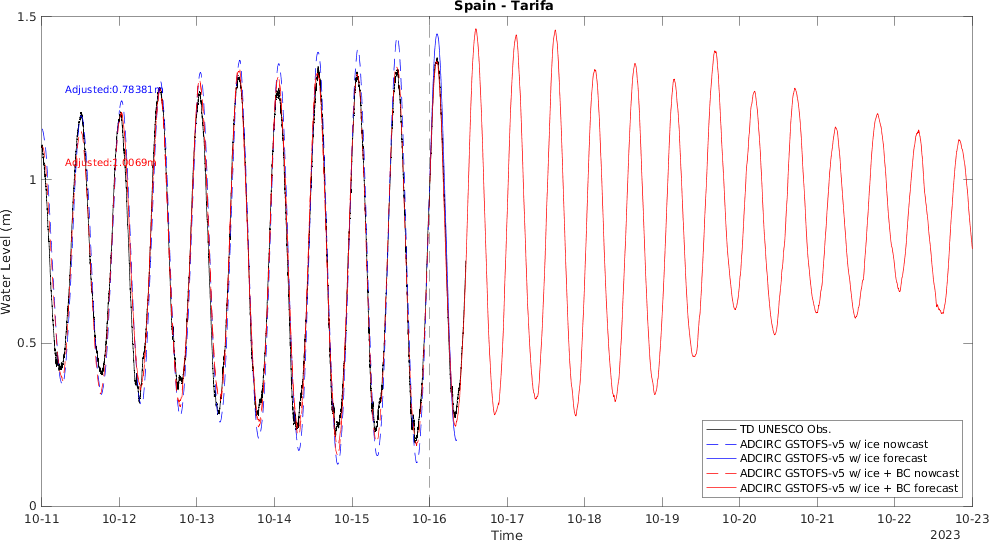 Spain - Tarifa
1.5
Adjusted:0.78381m
Adjusted:1.0069m
1
Water Level (m)
0.5
TD UNESCO Obs.
ADCIRC GSTOFS-v5 w/ ice nowcast
ADCIRC GSTOFS-v5 w/ ice forecast
ADCIRC GSTOFS-v5 w/ ice + BC nowcast
ADCIRC GSTOFS-v5 w/ ice + BC forecast
0
10-11 10-12 10-13 10-14 10-15 10-16 10-17 10-18 10-19 10-20 10-21 10-22 10-23
Time
2023